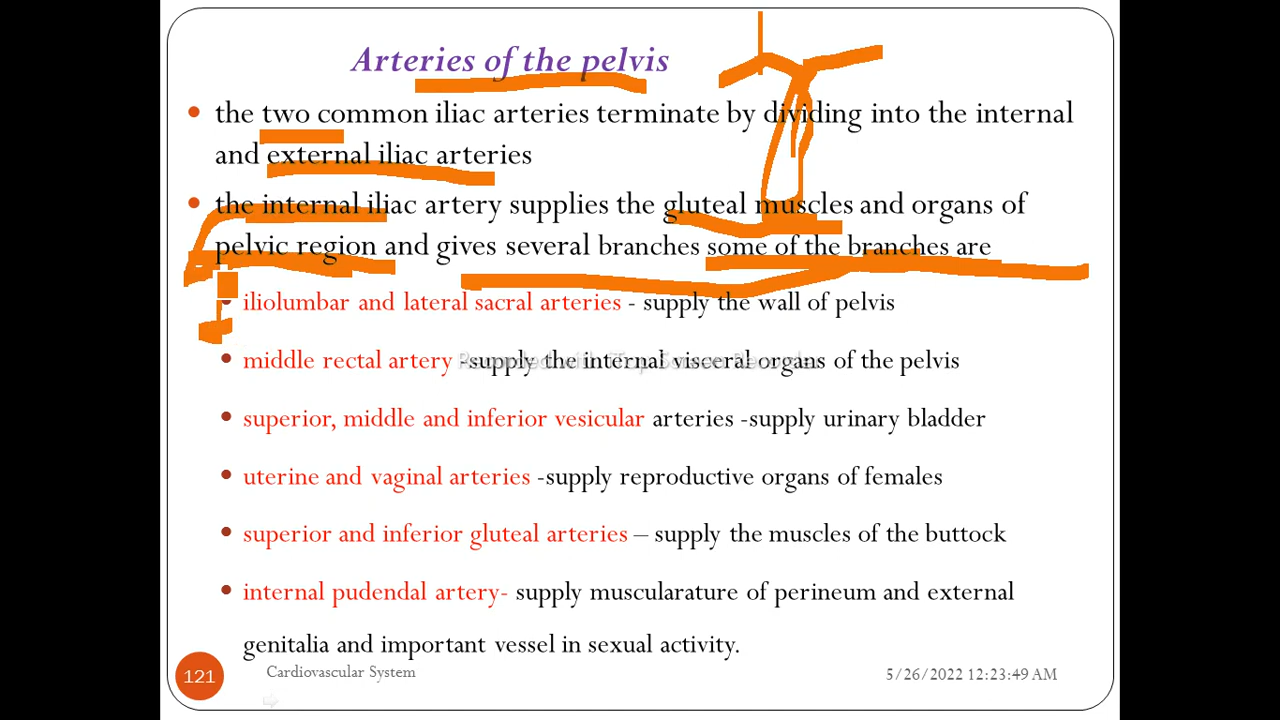 Arteries of the pelvis
• the two common iliac arteries terminate by dividing into the internal
and external iliac arteries
• the internal iliac artery supplies the gluteal muscles and organs of
pelvic region and gives several branches some of the branches are
• iliolumbar and lateral sacral arteries - supply the wall of pelvis
• middle rectal artery -supply the internal visceral organs of the pelvis
• superior, middle and inferior vesicular arteries -supply urinary bladder
• uterine and vaginal arteries -supply reproductive organs of females
• superior and inferior gluteal arteries – supply the muscles of the buttock
• internal pudendal artery- supply muscularature of perineum and external
genitalia and important vessel in sexual activity.
121
Cardiovascular System
5/26/2022 12:23:49 AM